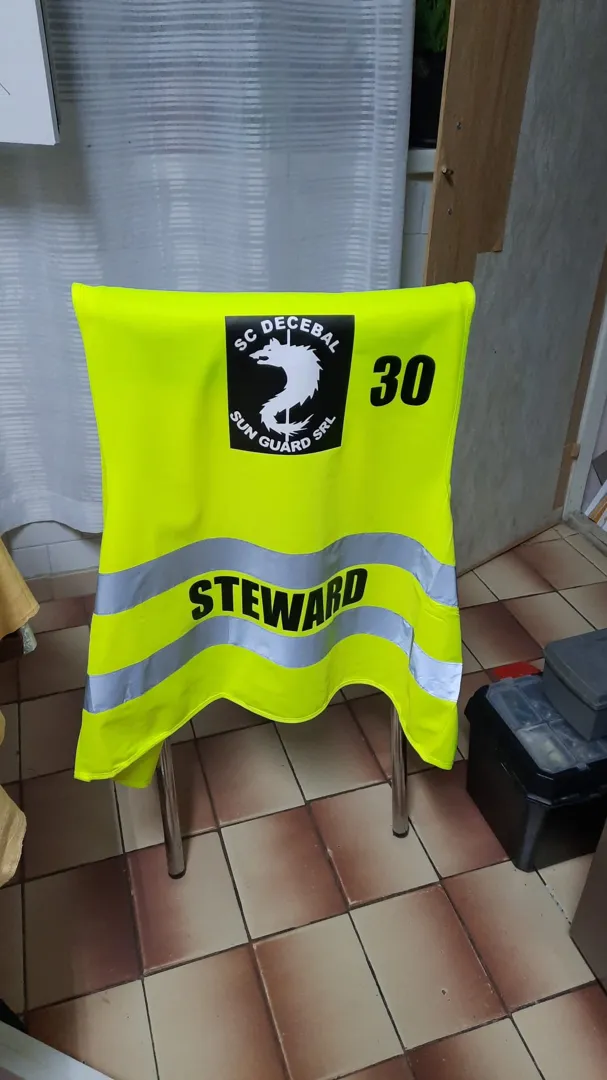 SC DECEBAL
SUN GUARD SRL
30
STEWARD